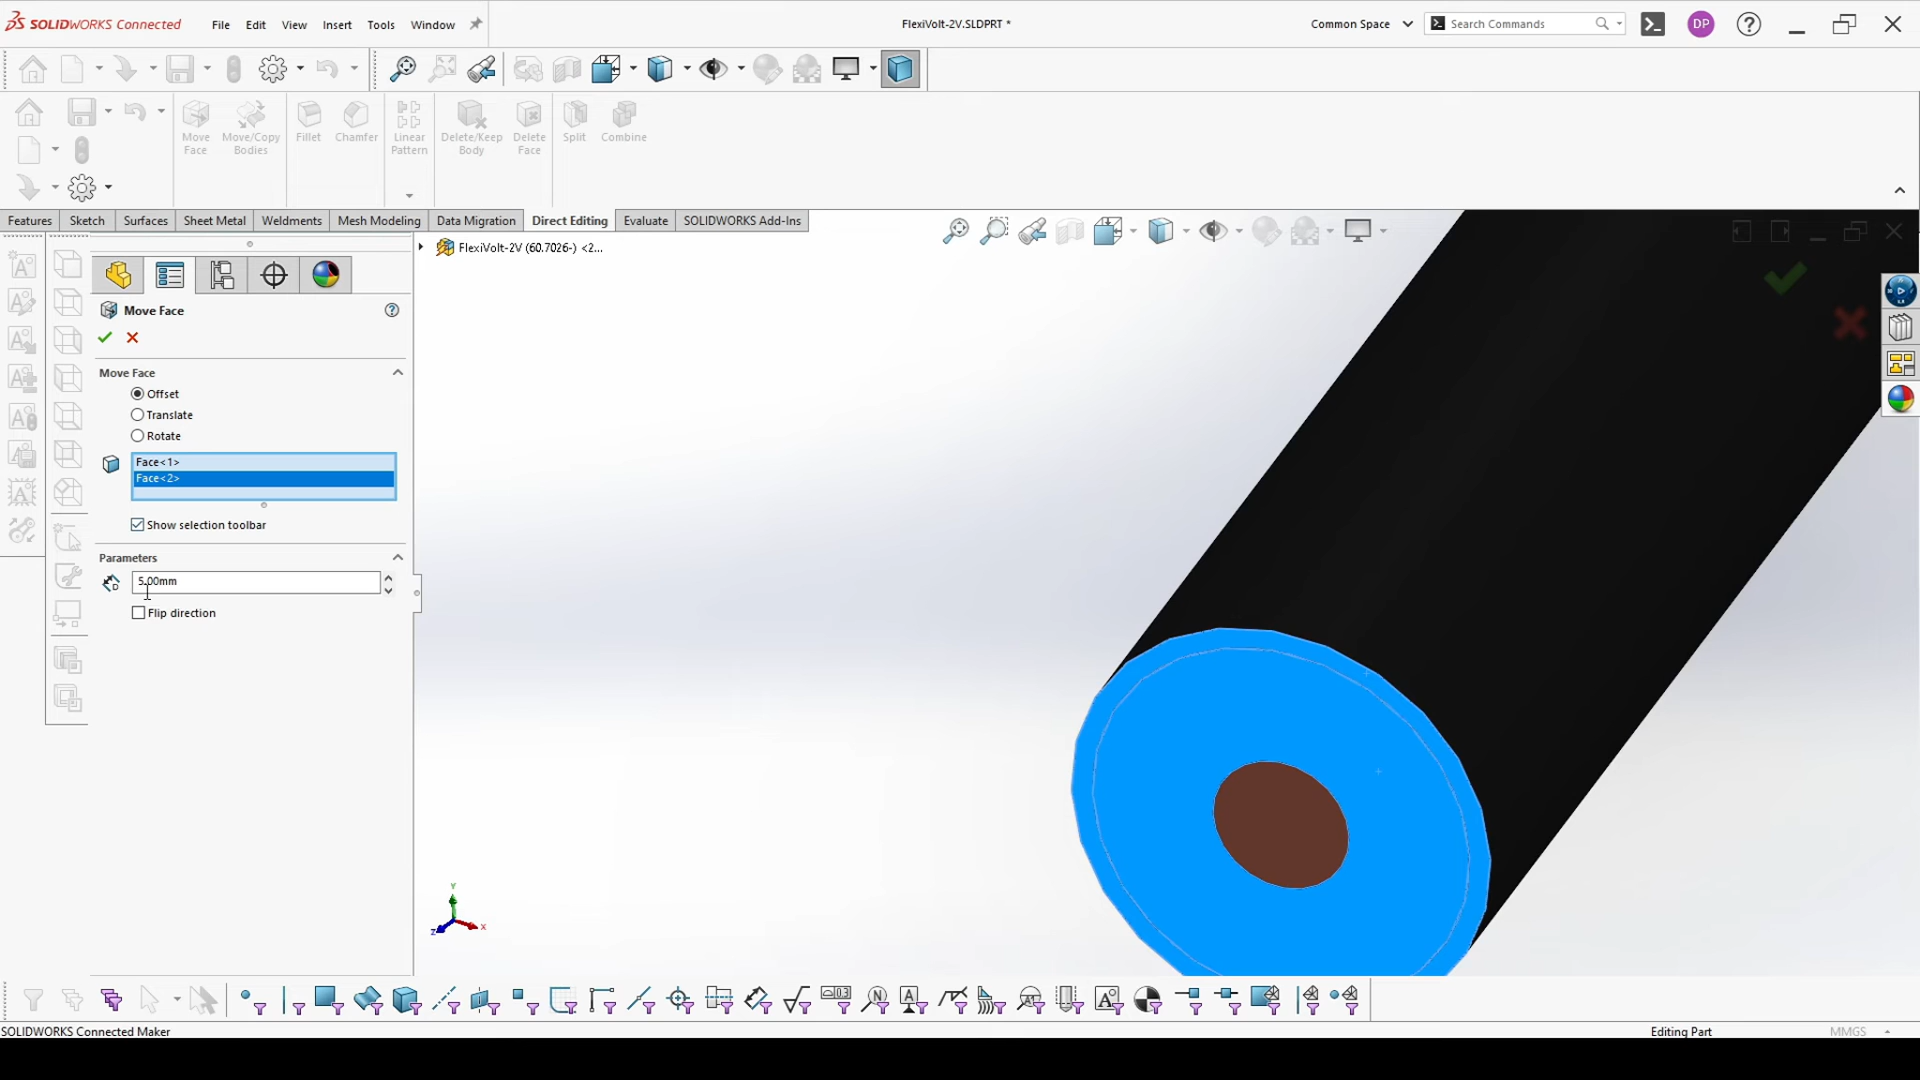 SOLIDWORKS Connected
File Edit View Insert Tools Window
FlexiVolt-2V.SLDPRT *
Common Space
Search Commands
DP
Move Face
Move/Copy Bodies
Fillet
Chamfer
Linear Pattern
Delete/Keep Body
Delete Face
Split
Combine
Features Sketch Surfaces Sheet Metal Weldments Mesh Modeling Data Migration Direct Editing Evaluate SOLIDWORKS Add-Ins
FlexiVolt-2V (60.7026-) <2...
Move Face
Move Face
Offset
Translate
Rotate
Face<1>
Face<2>
Show selection toolbar
Parameters
5.00mm
Flip direction
Y
X
Z
SOLIDWORKS Connected Maker
Editing Part
MMGS